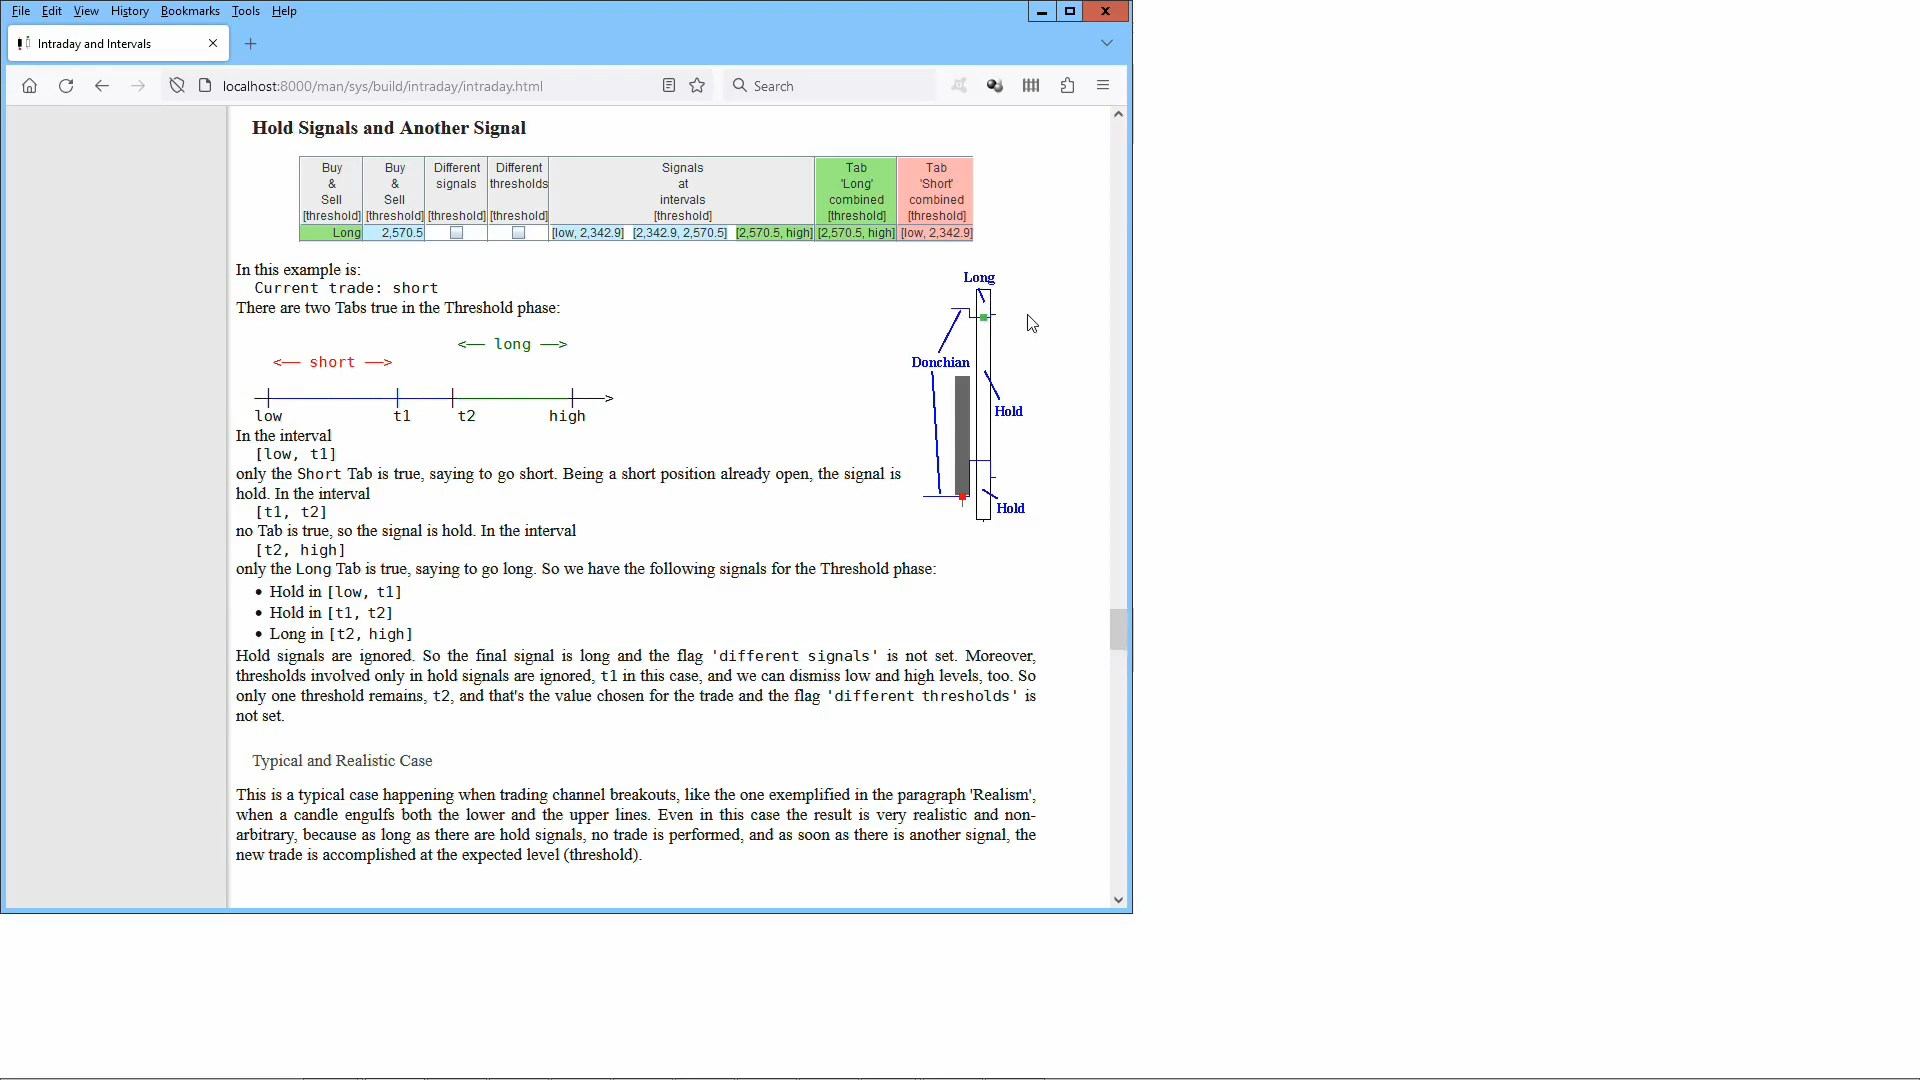 File Edit View History Bookmarks Tools Help
Intraday and Intervals
localhost:8000/man/sys/build/intraday/intraday.html
Search
Hold Signals and Another Signal
Buy & Sell [threshold]
Buy & Sell [threshold]
Different signals [threshold]
Different thresholds [threshold]
Signals at intervals [threshold]
Tab 'Long' combined [threshold]
Tab 'Short' combined [threshold]
Long 2,570.5 [low, 2,342.9] [2,342.9, 2,570.5] [2,570.5, high] [2,570.5, high] [low, 2,342.9]
In this example is:
Current trade: short
There are two Tabs true in the Threshold phase:
<── long ──>
<── short ──>
low t1 t2 high
In the interval
[low, t1]
only the Short Tab is true, saying to go short. Being a short position already open, the signal is
hold. In the interval
[t1, t2]
no Tab is true, so the signal is hold. In the interval
[t2, high]
only the Long Tab is true, saying to go long. So we have the following signals for the Threshold phase:
• Hold in [low, t1]
• Hold in [t1, t2]
• Long in [t2, high]
Long
Donchian
Hold
Hold
Hold signals are ignored. So the final signal is long and the flag 'different signals' is not set. Moreover,
thresholds involved only in hold signals are ignored, t1 in this case, and we can dismiss low and high levels, too. So
only one threshold remains, t2, and that's the value chosen for the trade and the flag 'different thresholds' is
not set.
Typical and Realistic Case
This is a typical case happening when trading channel breakouts, like the one exemplified in the paragraph 'Realism',
when a candle engulfs both the lower and the upper lines. Even in this case the result is very realistic and non-
arbitrary, because as long as there are hold signals, no trade is performed, and as soon as there is another signal, the
new trade is accomplished at the expected level (threshold).